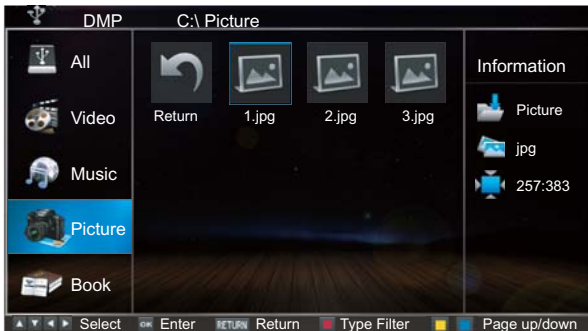 DMP C:\ Picture
All
Video
Music
Picture
Book
Return 1.jpg 2.jpg 3.jpg
Information
Picture
jpg
257:383
Select OK Enter RETURN Return Type Filter Page up/down